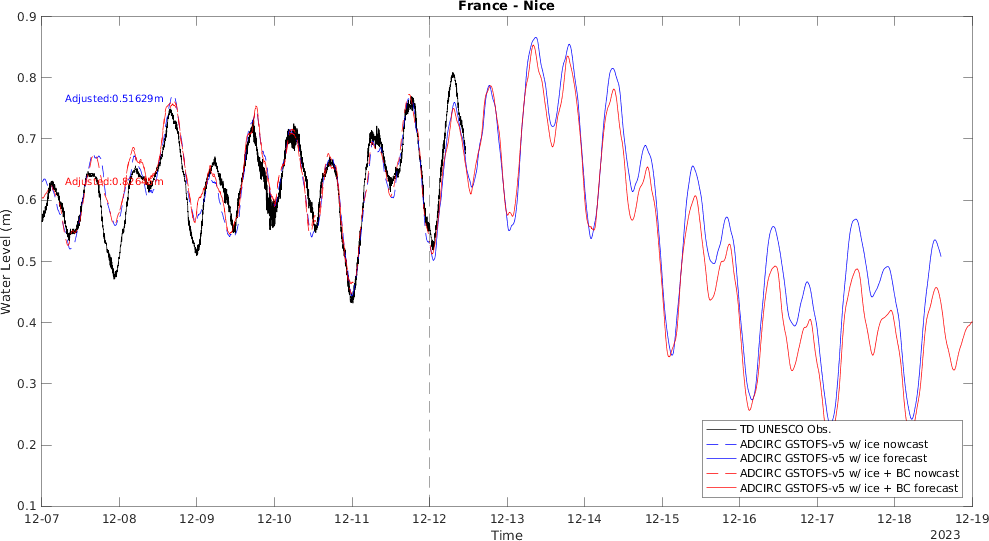 France - Nice
0.9
0.8
0.7
0.6
0.5
0.4
0.3
0.2
0.1
Water Level (m)
Adjusted:0.51629m
12-07 12-08 12-09 12-10 12-11 12-12 12-13 12-14 12-15 12-16 12-17 12-18 12-19
Time
2023
TD UNESCO Obs.
ADCIRC GSTOFS-v5 w/ ice nowcast
ADCIRC GSTOFS-v5 w/ ice forecast
ADCIRC GSTOFS-v5 w/ ice + BC nowcast
ADCIRC GSTOFS-v5 w/ ice + BC forecast